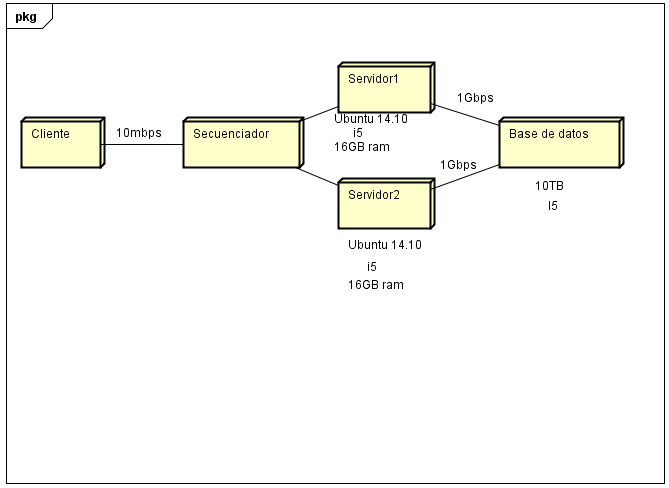 pkg
Cliente
10mbps
Secuenciador
Servidor1
Ubuntu 14.10
i5
16GB ram
1Gbps
Servidor2
Ubuntu 14.10
i5
16GB ram
1Gbps
Base de datos
10TB
I5